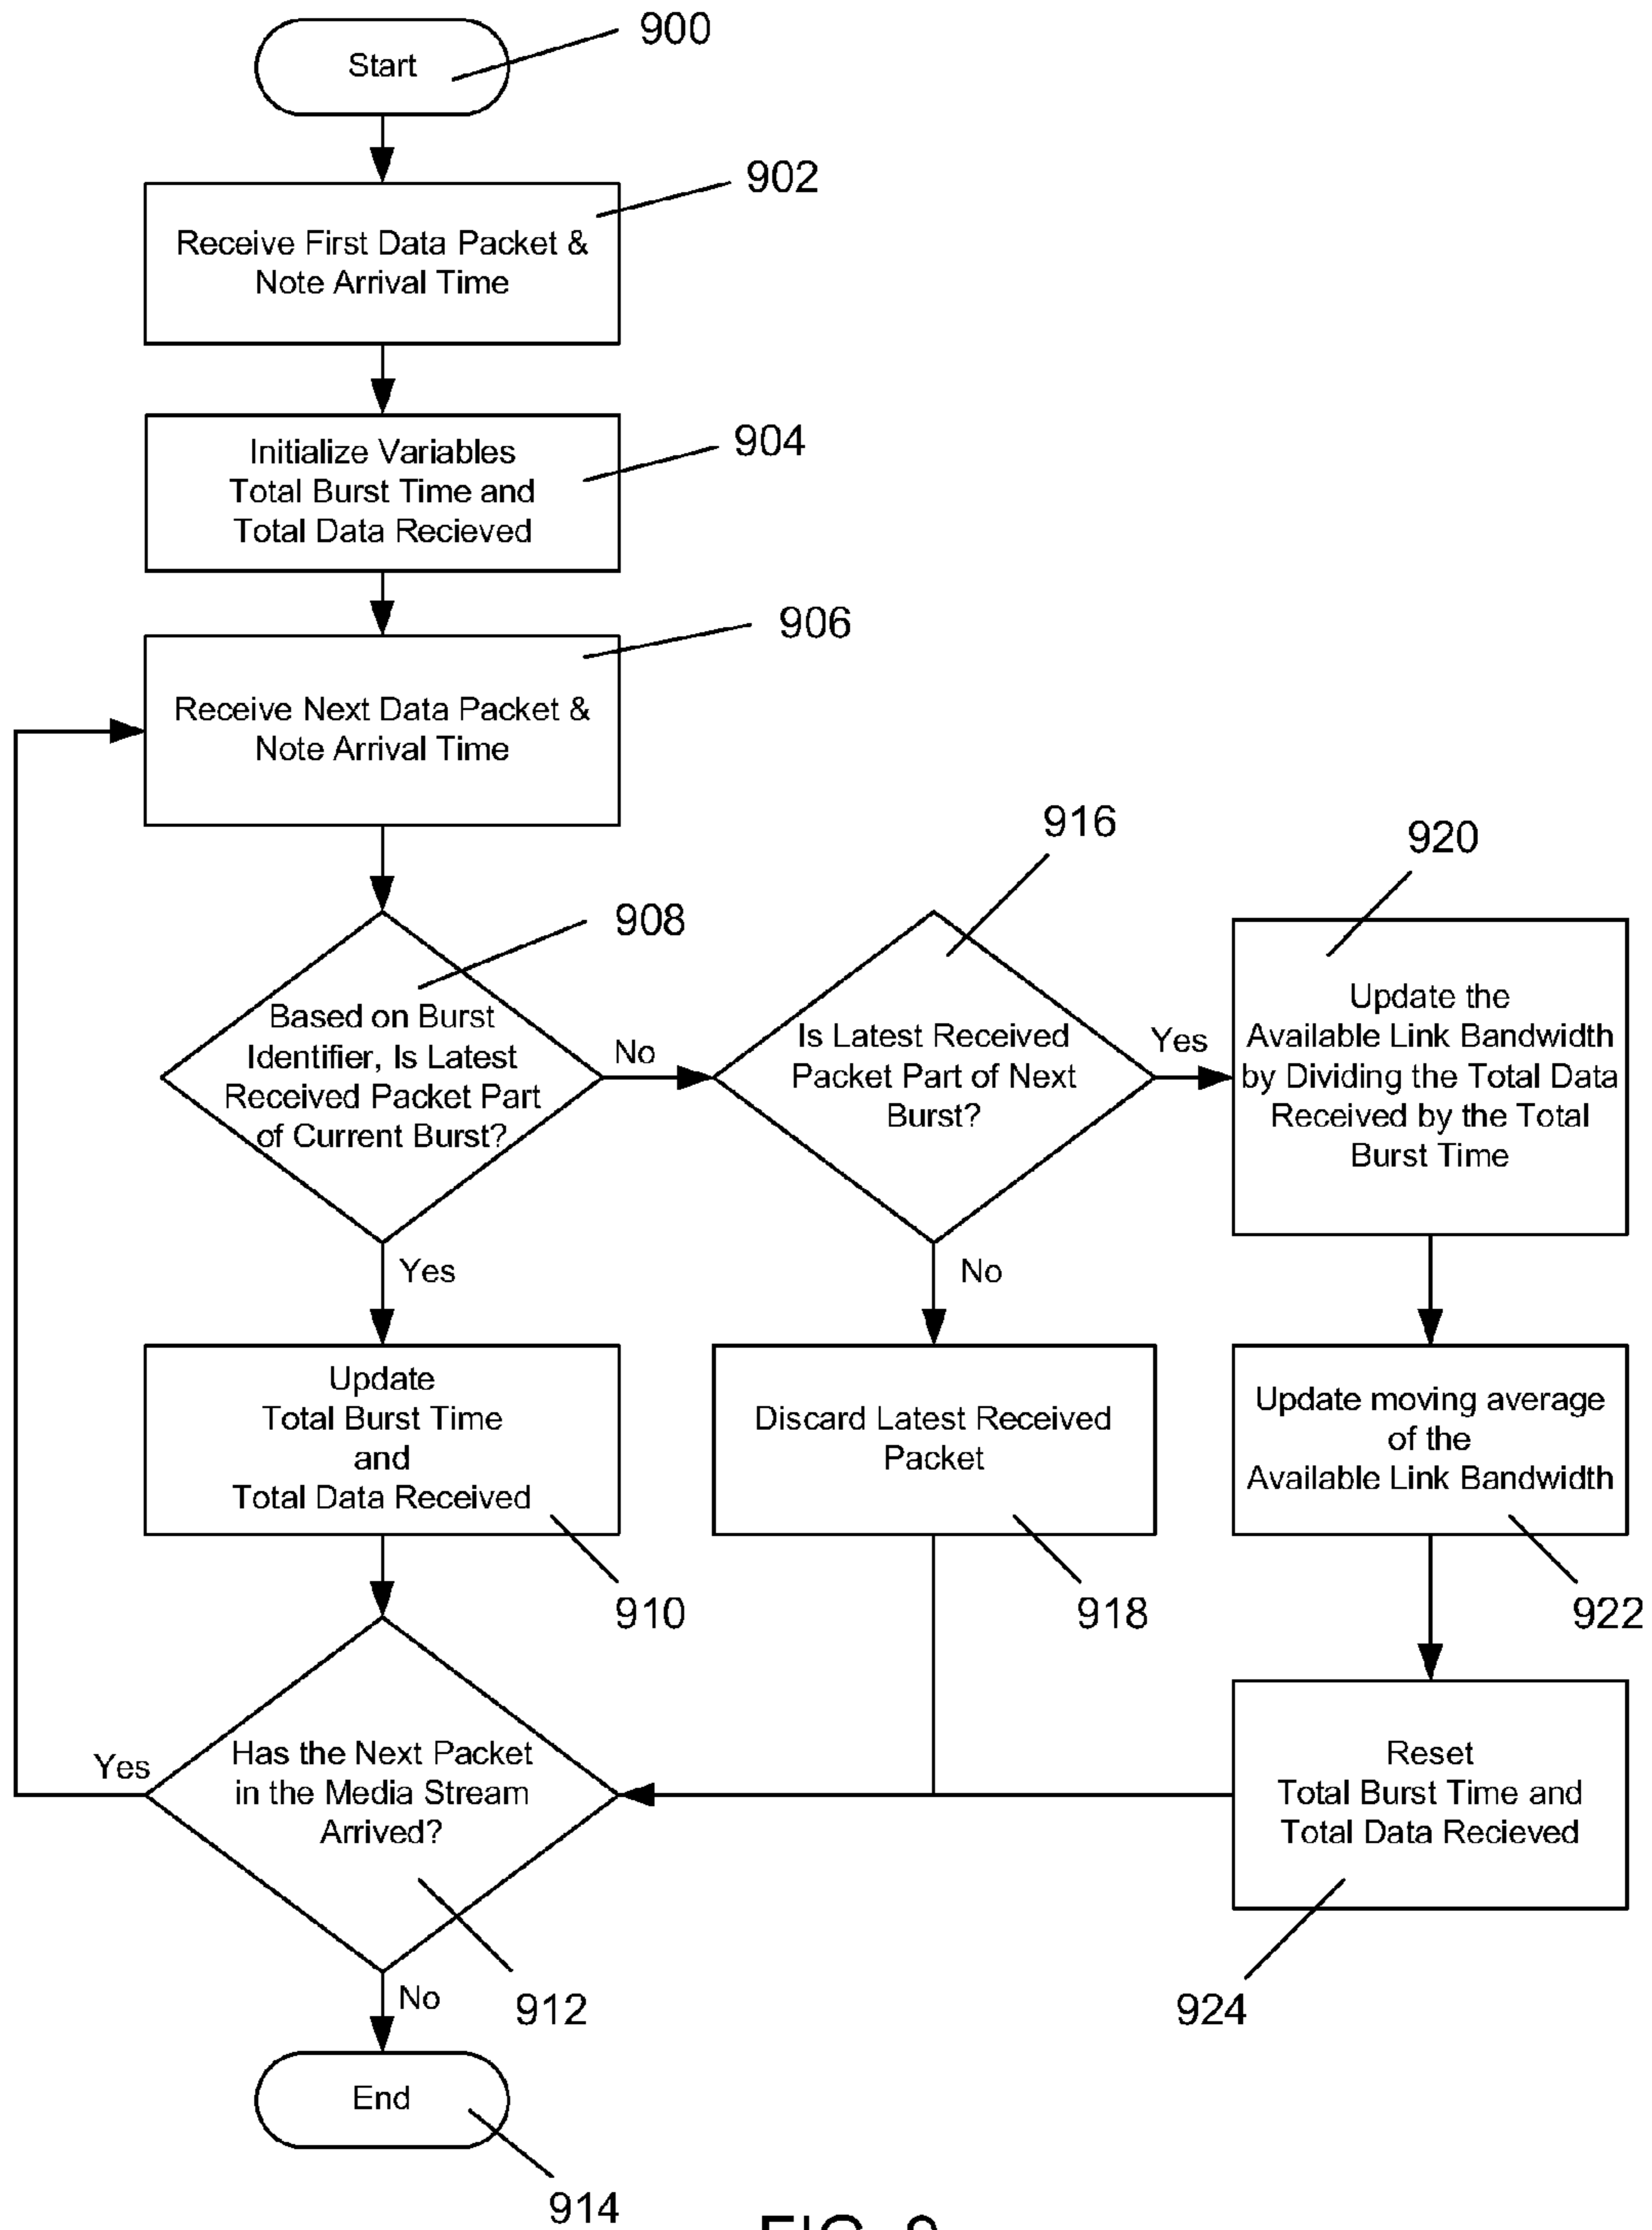 Start
900
902
Receive First Data Packet &
Note Arrival Time
904
Initialize Variables
Total Burst Time and
Total Data Recieved
906
Receive Next Data Packet &
Note Arrival Time
908
Based on Burst
Identifier, Is Latest
Received Packet Part
of Current Burst?
No
Yes
916
Is Latest Received
Packet Part of Next
Burst?
Yes
No
920
Update the
Available Link Bandwidth
by Dividing the Total Data
Received by the Total
Burst Time
Update
Total Burst Time
and
Total Data Received
910
Discard Latest Received
Packet
918
Update moving average
of the
Available Link Bandwidth
922
Yes
Has the Next Packet
in the Media Stream
Arrived?
912
No
Reset
Total Burst Time and
Total Data Recieved
924
End
914